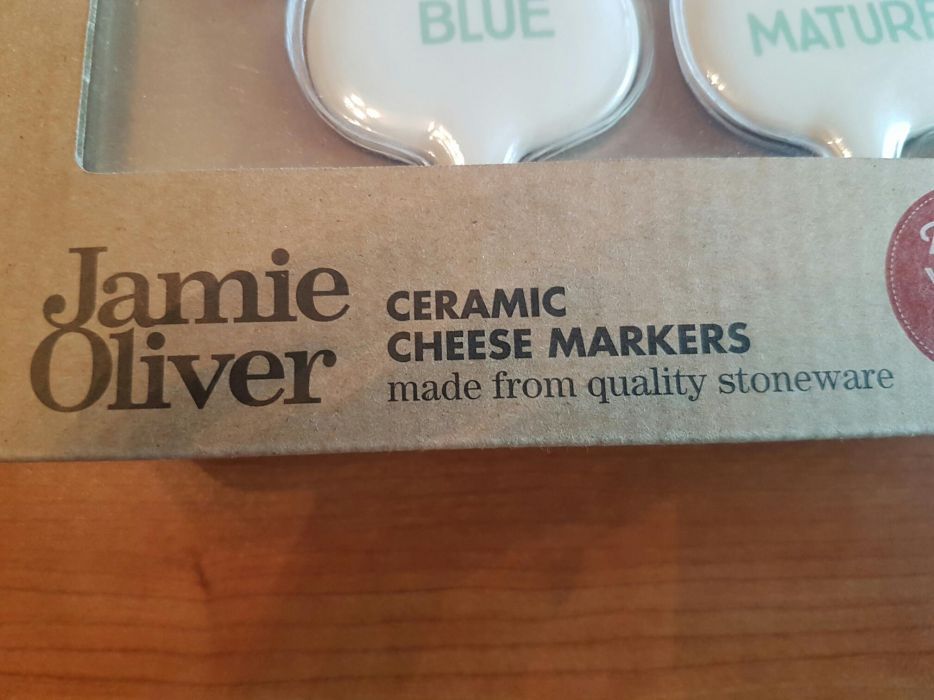 BLUE
MATURE
Jamie
Oliver
CERAMIC
CHEESE MARKERS
made from quality stoneware